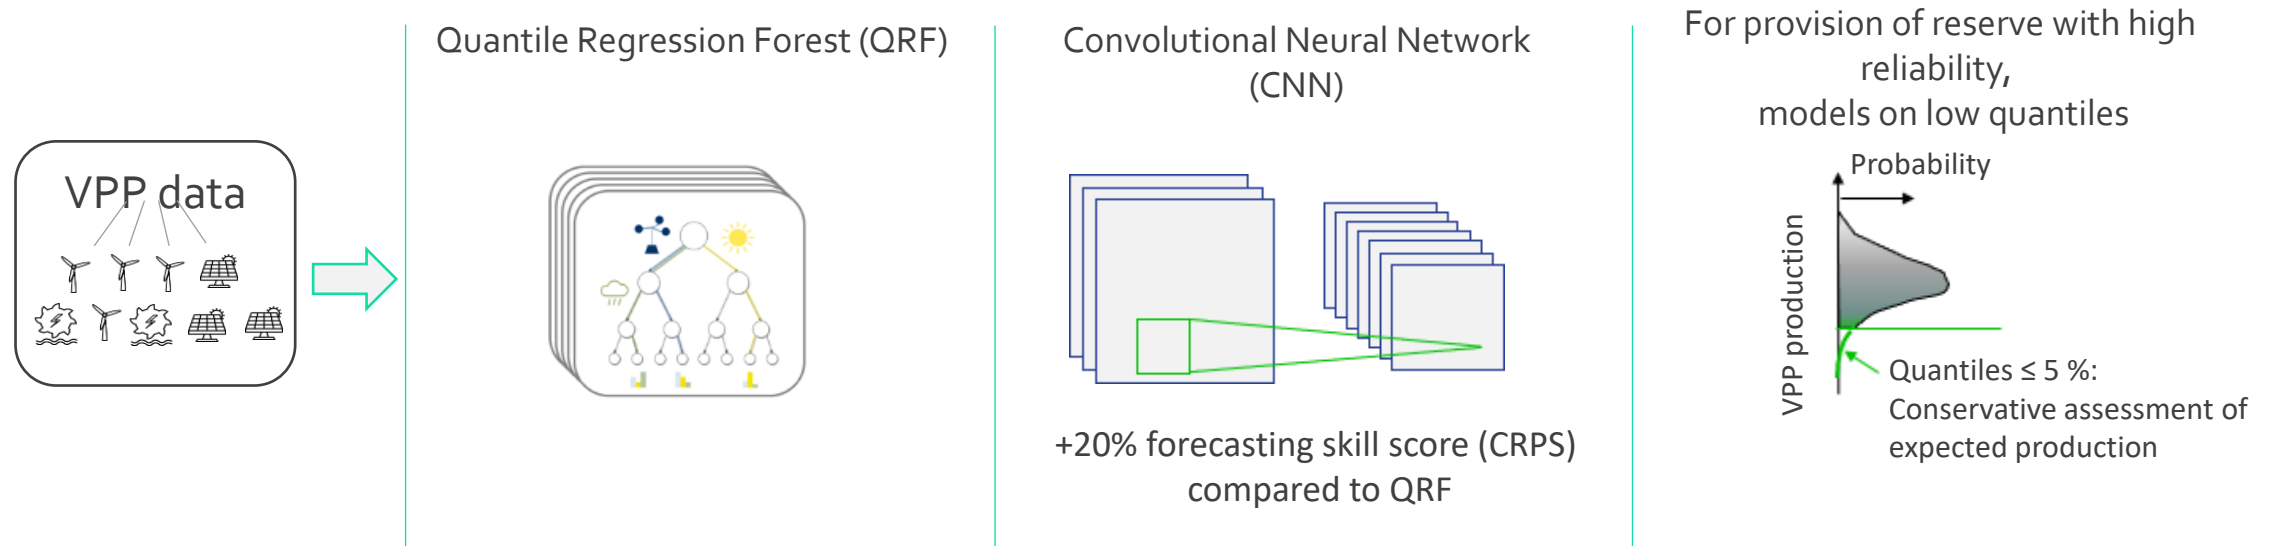 VPP data
Quantile Regression Forest (QRF)
Convolutional Neural Network
(CNN)
+20% forecasting skill score (CRPS)
compared to QRF
For provision of reserve with high
reliability,
models on low quantiles
Probability
VPP production
Quantiles ≤ 5 %:
Conservative assessment of
expected production